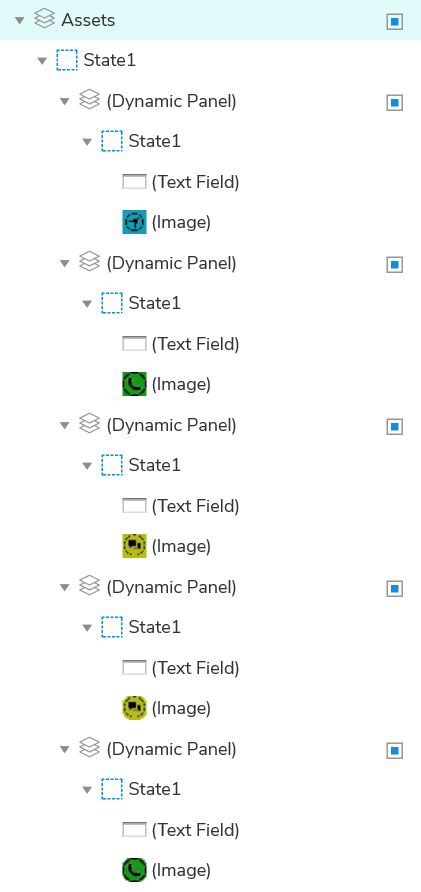 Assets
State1
(Dynamic Panel)
State1
(Text Field)
(Image)
(Dynamic Panel)
State1
(Text Field)
(Image)
(Dynamic Panel)
State1
(Text Field)
(Image)
(Dynamic Panel)
State1
(Text Field)
(Image)
(Dynamic Panel)
State1
(Text Field)
(Image)